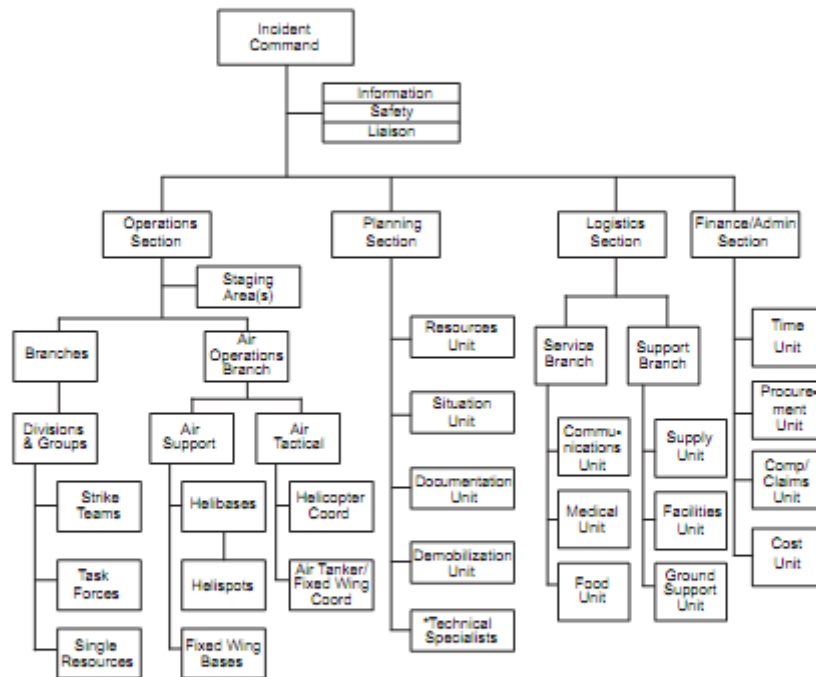 Incident
Command
Information
Safety
Liaison
Operations
Section
Planning
Section
Logistics
Section
Finance/Admin
Section
Staging
Area(s)
Branches
Air
Operations
Branch
Resources
Unit
Service
Branch
Support
Branch
Time
Unit
Divisions
& Groups
Air
Support
Air
Tactical
Situation
Unit
Commu-
nications
Unit
Supply
Unit
Procure-
ment
Unit
Strike
Teams
Helibases
Helicopter
Coord
Documentation
Unit
Medical
Unit
Facilities
Unit
Comp/
Claims
Unit
Task
Forces
Helispots
Air Tanker/
Fixed Wing
Coord
Demobilization
Unit
Food
Unit
Ground
Support
Unit
Cost
Unit
Single
Resources
Fixed Wing
Bases
*Technical
Specialists